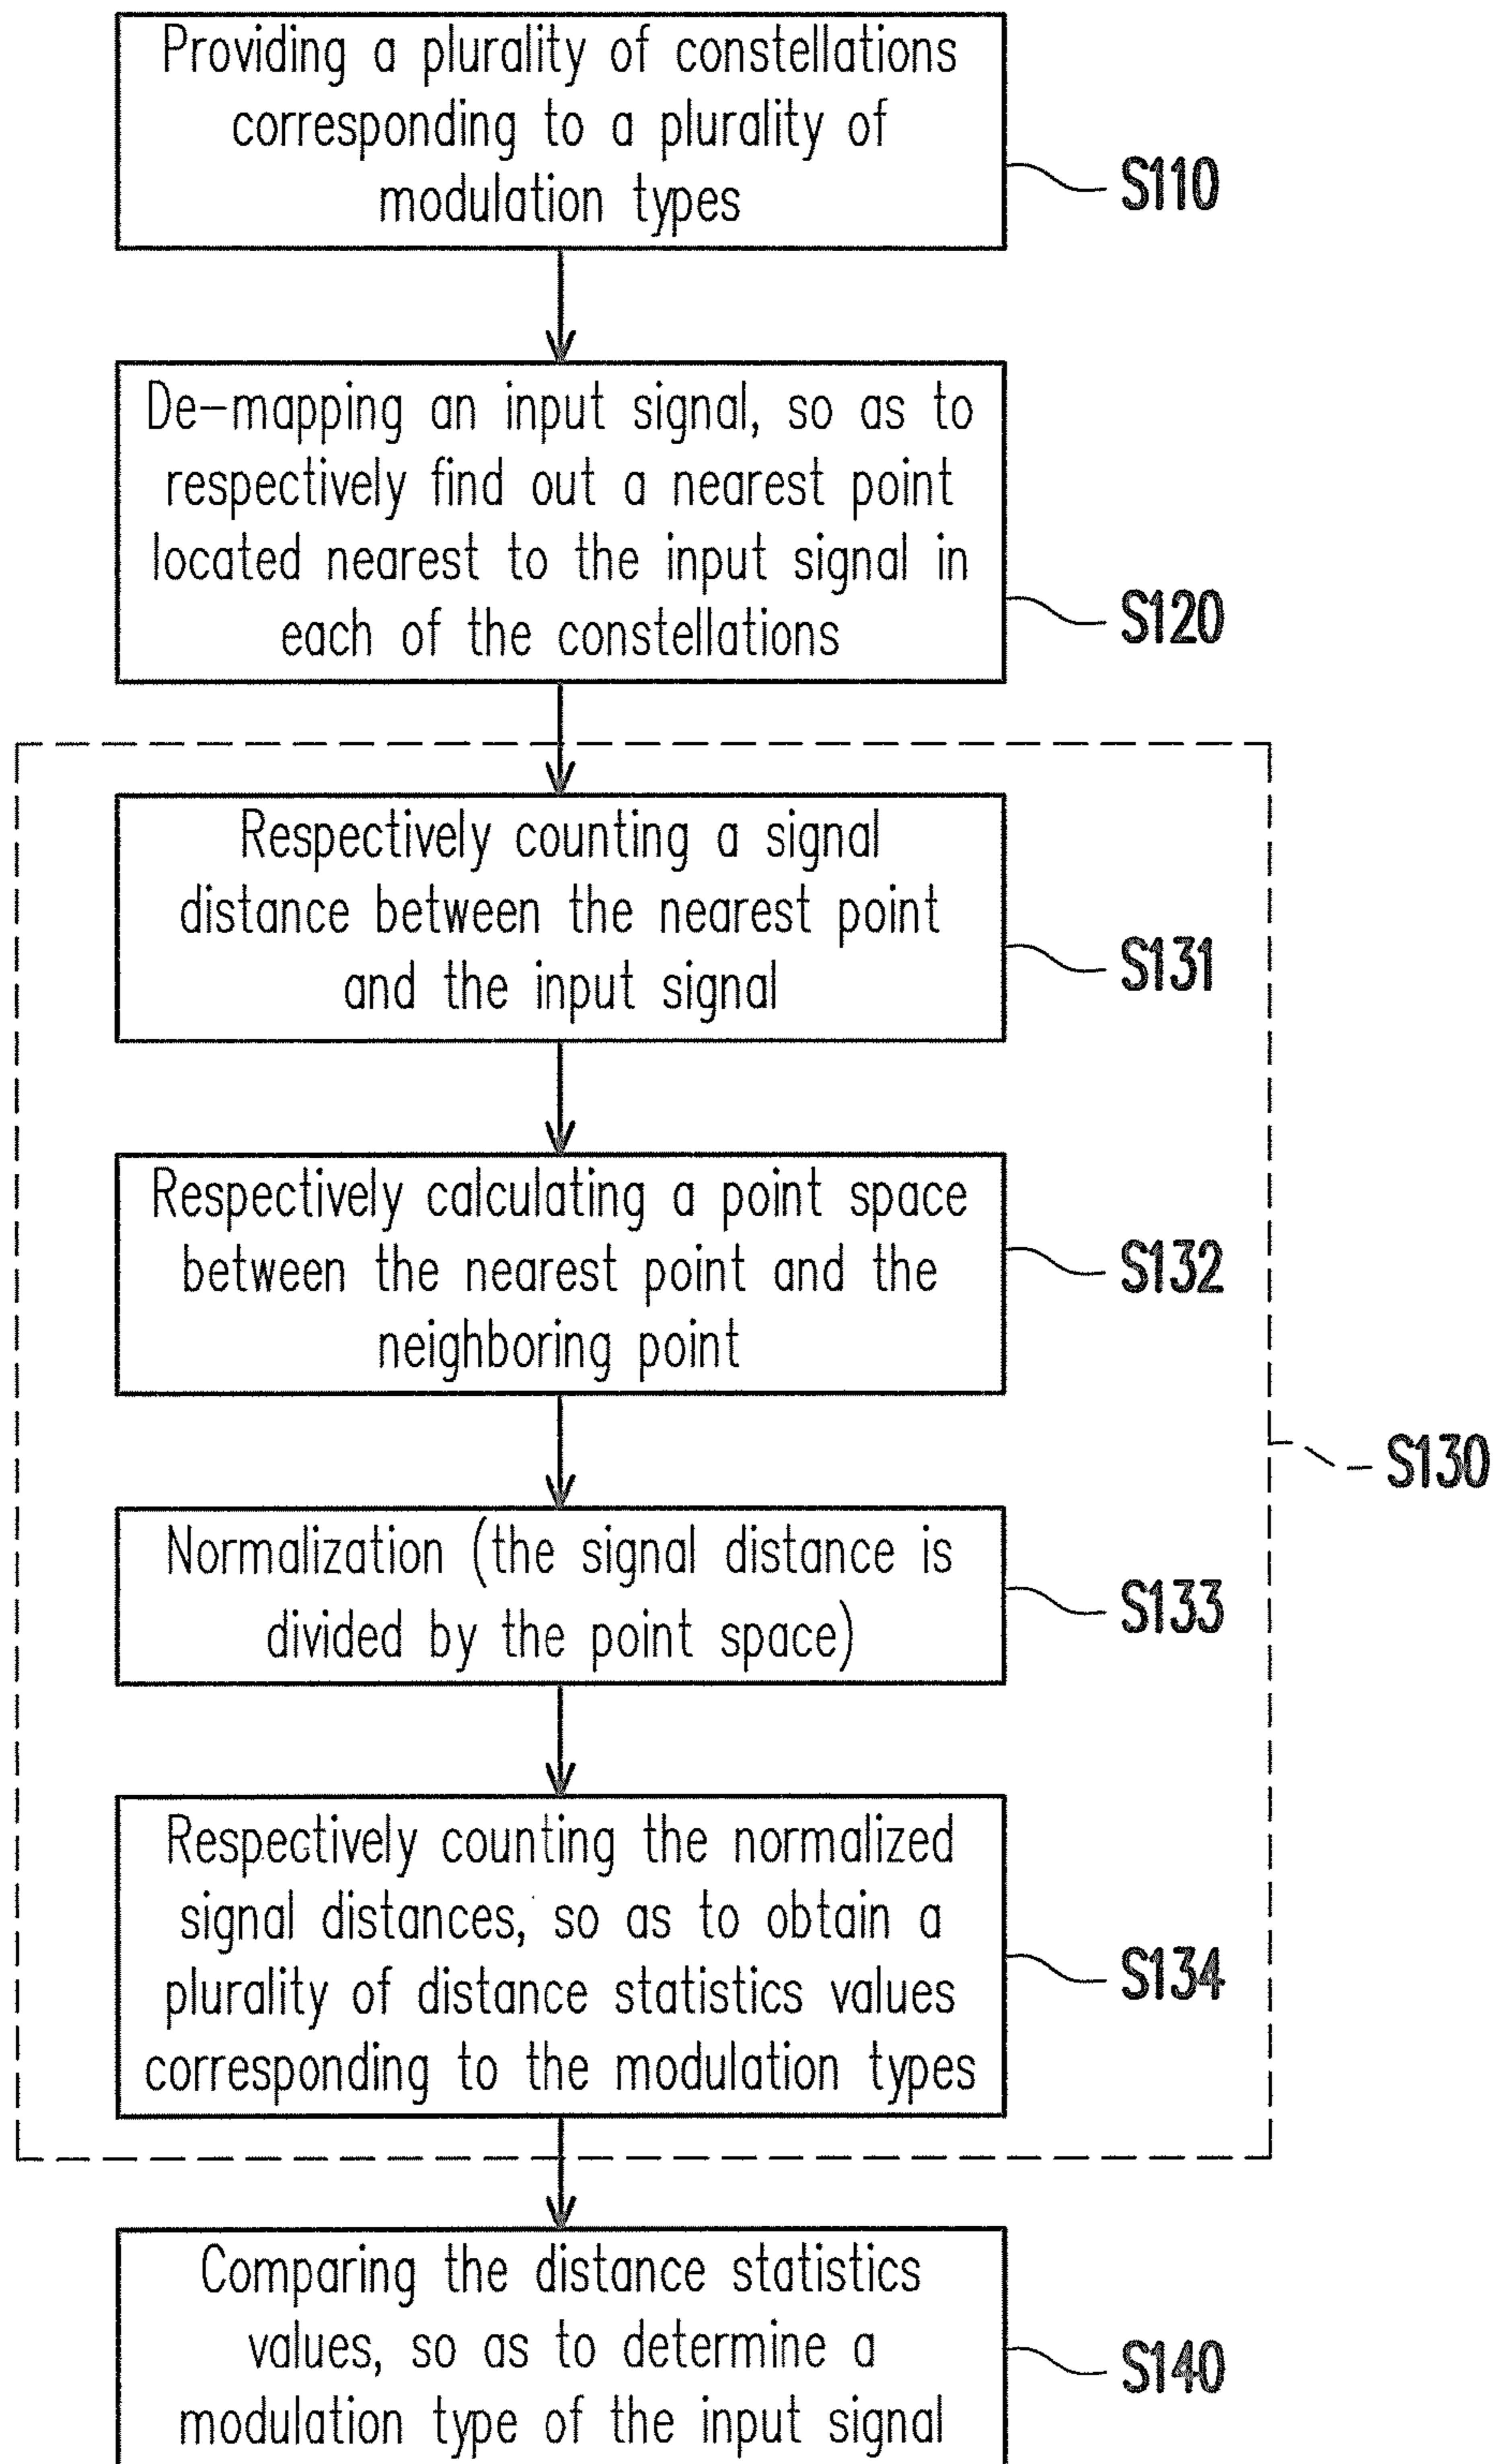 Providing a plurality of constellations
corresponding to a plurality of
modulation types
S110
De-mapping an input signal, so as to
respectively find out a nearest point
located nearest to the input signal in
each of the constellations
S120
Respectively counting a signal
distance between the nearest point
and the input signal
S131
Respectively calculating a point space
between the nearest point and the
neighboring point
S132
S130
Normalization (the signal distance is
divided by the point space)
S133
Respectively counting the normalized
signal distances, so as to obtain a
plurality of distance statistics values
corresponding to the modulation types
S134
Comparing the distance statistics
values, so as to determine a
modulation type of the input signal
S140